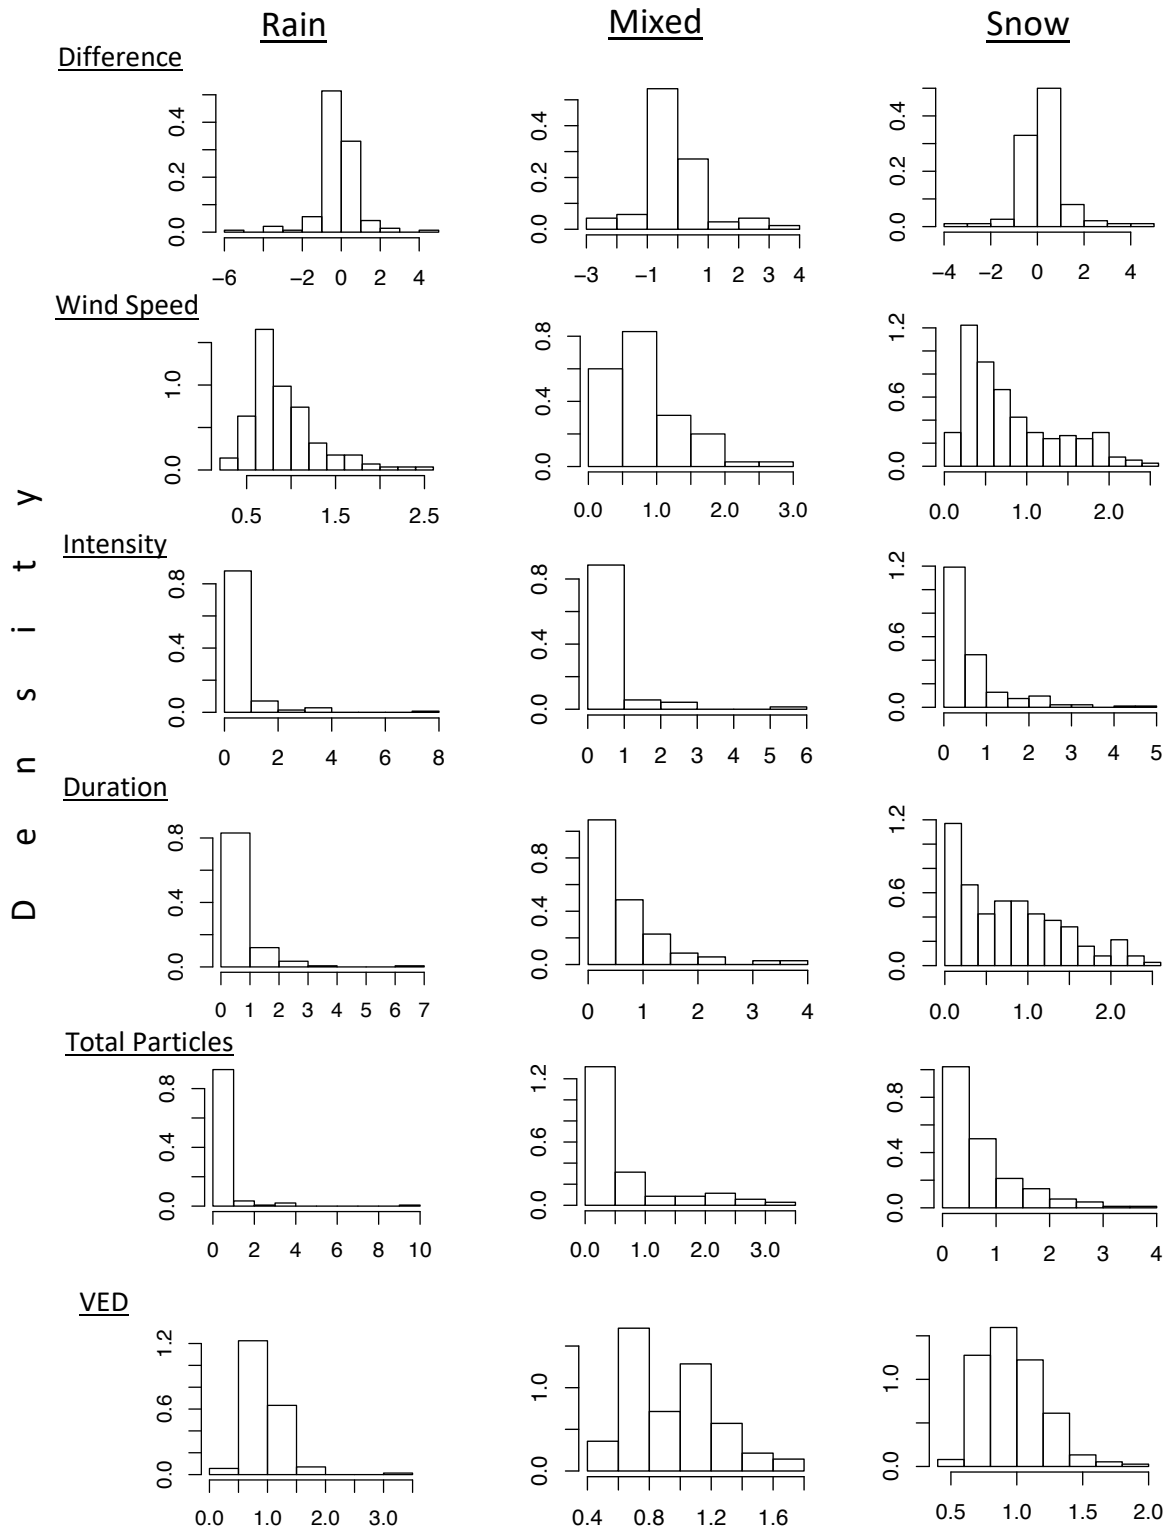 Rain Mixed Snow
Difference
0.0 0.2 0.4
−6 −2 0 2 4
0.0 0.2 0.4
−3 −1 1 2 3 4
0.0 0.2 0.4
−4 −2 0 2 4
Wind Speed
0.0 1.0
0.5 1.5 2.5
0.0 0.4 0.8
0.0 1.0 2.0 3.0
0.0 0.6 1.2
0.0 1.0 2.0
Density
Intensity
0.0 0.4 0.8
0 2 4 6 8
0.0 0.4 0.8
0 1 2 3 4 5 6
0.0 0.6 1.2
0 1 2 3 4 5
Duration
0.0 0.4 0.8
0 1 2 3 4 5 6 7
0.0 0.4 0.8
0 1 2 3 4
0.0 0.6 1.2
0.0 1.0 2.0
Total Particles
0.0 0.4 0.8
0 2 4 6 8 10
0.0 0.6 1.2
0.0 1.0 2.0 3.0
0.0 0.4 0.8
0 1 2 3 4
VED
0.0 0.6 1.2
0.0 1.0 2.0 3.0
0.0 1.0
0.4 0.8 1.2 1.6
0.0 1.0
0.5 1.0 1.5 2.0